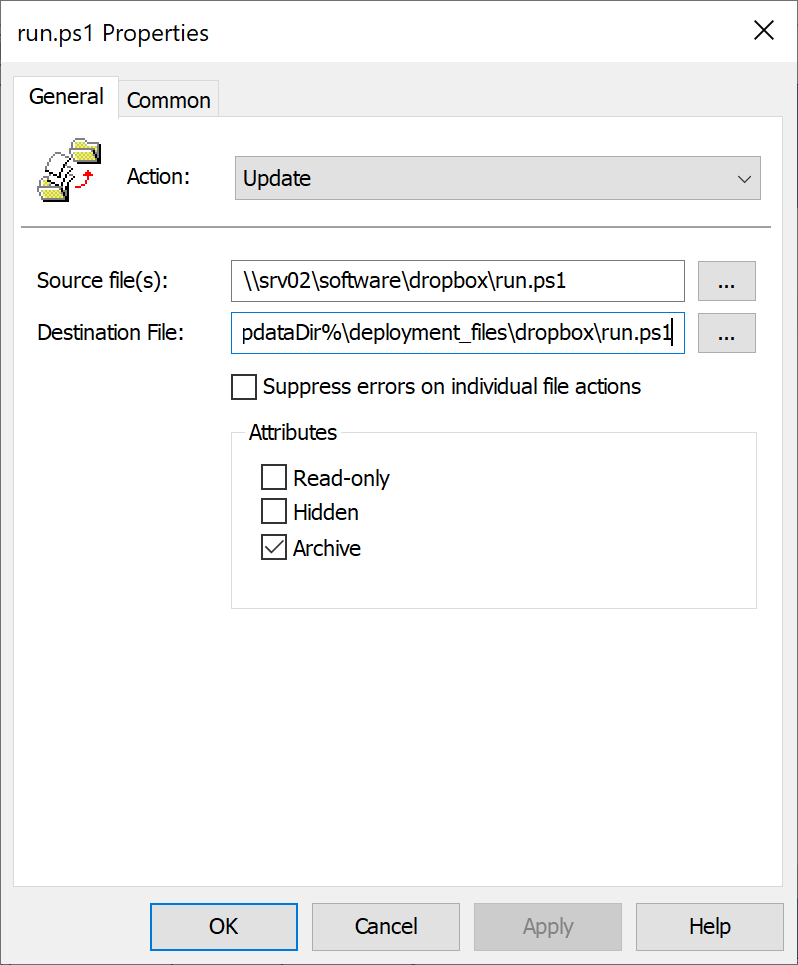 run.ps1 Properties
General
Common
Action:
Update
Source file(s):
\\srv02\software\dropbox\run.ps1
...
Destination File:
pdataDir%\deployment_files\dropbox\run.ps1
...
Suppress errors on individual file actions
Attributes
Read-only
Hidden
Archive
OK
Cancel
Apply
Help